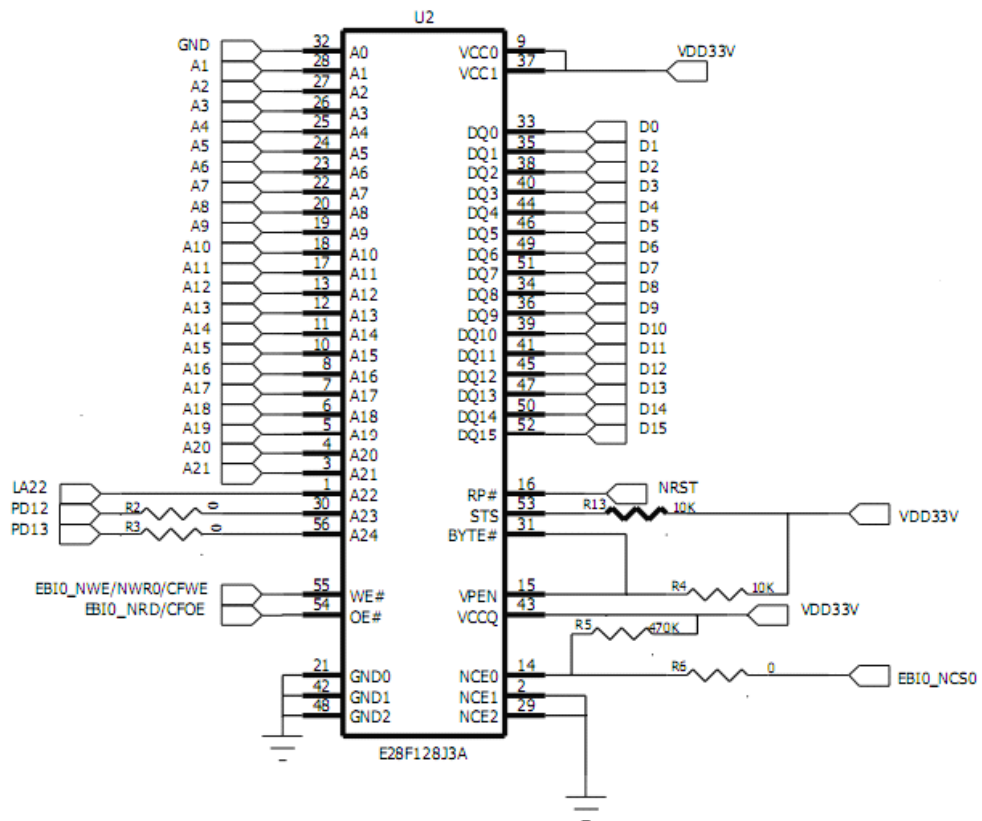 U2
GND 32 A0 VCC0 9
A1 28 A1 VCC1 37 VDD33V
A2 27 A2
A3 26 A3
A4 25 A4 DQ0 33 D0
A5 24 A5 DQ1 35 D1
A6 23 A6 DQ2 38 D2
A7 22 A7 DQ3 40 D3
A8 20 A8 DQ4 44 D4
A9 19 A9 DQ5 46 D5
A10 18 A10 DQ6 49 D6
A11 17 A11 DQ7 51 D7
A12 13 A12 DQ8 34 D8
A13 12 A13 DQ9 36 D9
A14 11 A14 DQ10 39 D10
A15 10 A15 DQ11 41 D11
A16 8 A16 DQ12 45 D12
A17 7 A17 DQ13 47 D13
A18 6 A18 DQ14 50 D14
A19 5 A19 DQ15 52 D15
A20 4 A20
A21 3 A21
LA22 1 A22 RP# 16 NRST
PD12 R2 0 30 A23 STS 53 R13 10K VDD33V
PD13 R3 0 56 A24 BYTE# 31
EBI0_NWE/NWR0/CFWE 55 WE# VPEN 15 R4 10K
EBI0_NRD/CFOE 54 OE# VCCQ 43 VDD33V
R5 470K
21 GND0 NCE0 14 R6 0 EBI0_NCS0
42 GND1 NCE1 2
48 GND2 NCE2 29
E28F128J3A